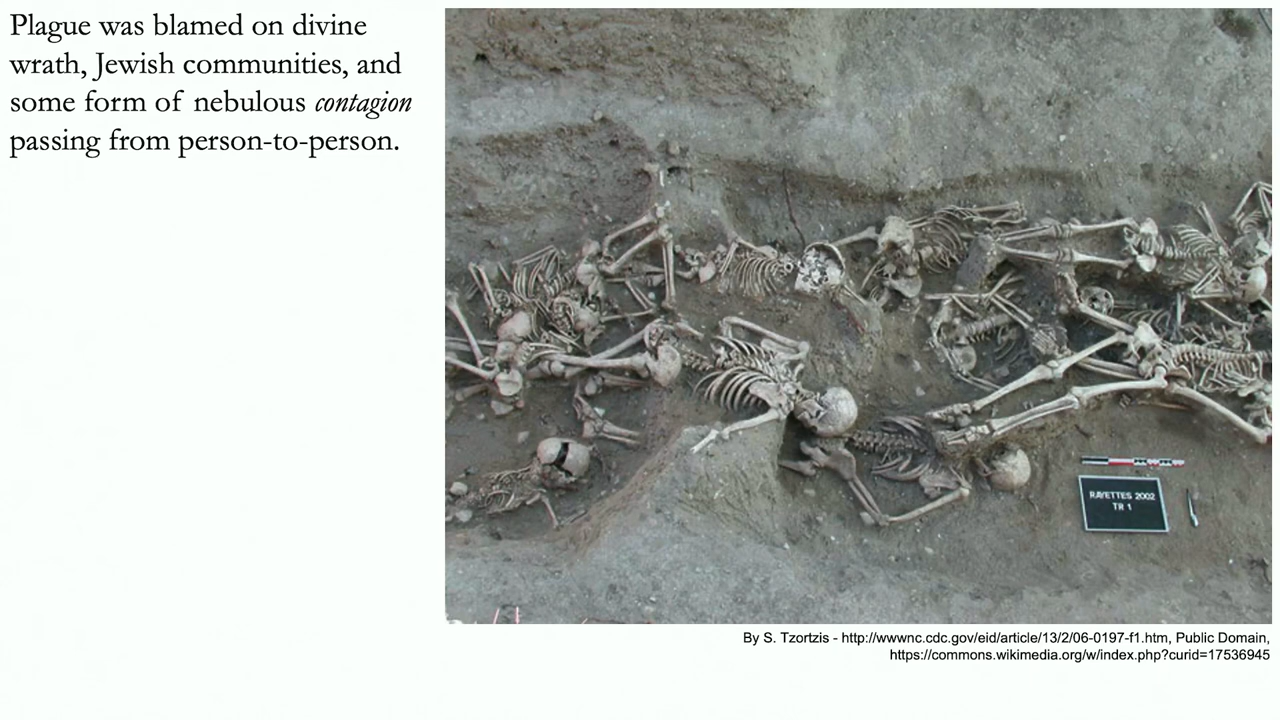 Plague was blamed on divine
wrath, Jewish communities, and
some form of nebulous contagion
passing from person-to-person.
RAYETTES 2002
TR 1
By S. Tzortzis - http://wwwnc.cdc.gov/eid/article/13/2/06-0197-f1.htm, Public Domain,
https://commons.wikimedia.org/w/index.php?curid=17536945